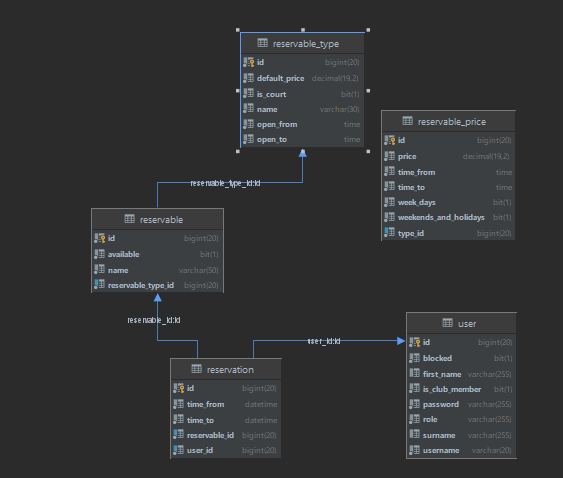 reservable_type
id bigint(20)
default_price decimal(19,2)
is_court bit(1)
name varchar(30)
open_from time
open_to time
reservable_price
id bigint(20)
price decimal(19,2)
time_from time
time_to time
week_days bit(1)
weekends_and_holidays bit(1)
type_id bigint(20)
reservable_type_id:id
reservable
id bigint(20)
available bit(1)
name varchar(50)
reservable_type_id bigint(20)
reservable_id:id
user_id:id
user
id bigint(20)
blocked bit(1)
first_name varchar(255)
is_club_member bit(1)
password varchar(255)
role varchar(255)
surname varchar(255)
username varchar(20)
reservation
id bigint(20)
time_from datetime
time_to datetime
reservable_id bigint(20)
user_id bigint(20)